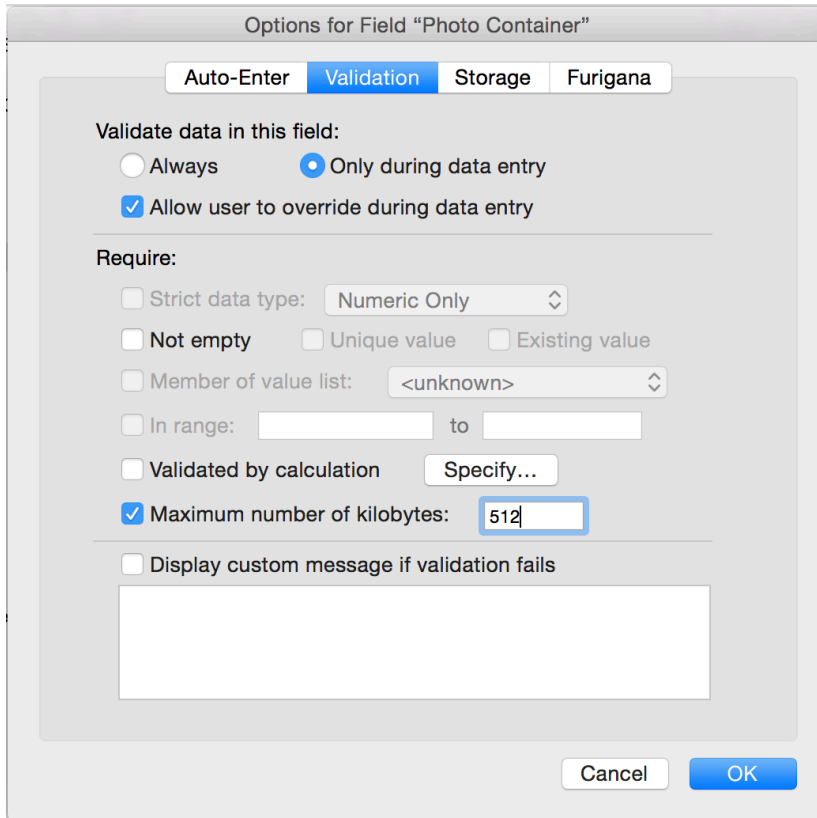 Options for Field “Photo Container”
Auto-Enter Validation Storage Furigana
Validate data in this field:
Always Only during data entry
Allow user to override during data entry
Require:
Strict data type: Numeric Only
Not empty Unique value Existing value
Member of value list: <unknown>
In range: to
Validated by calculation Specify...
Maximum number of kilobytes: 512
Display custom message if validation fails
Cancel OK